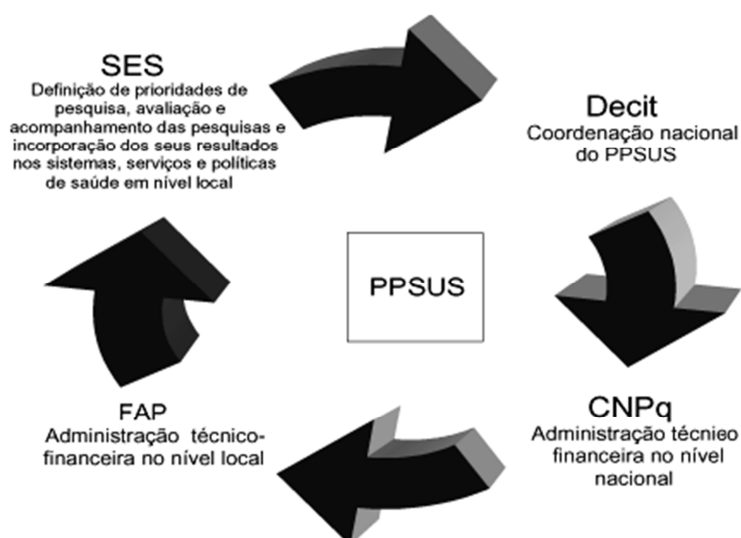 SES
Definição de prioridades de
pesquisa, avaliação e
acompanhamento das pesquisas e
incorporação dos seus resultados
nos sistemas, serviços e políticas
de saúde em nível local
Decit
Coordenação nacional
do PPSUS
PPSUS
FAP
Administração técnico-
financeira no nível local
CNPq
Administração técnico
financeira no nível
nacional